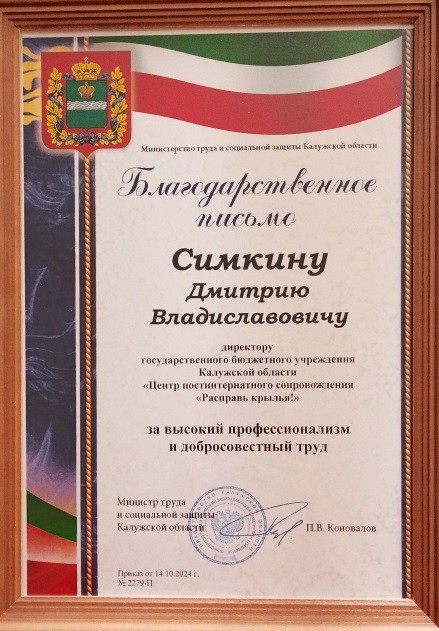 Министерство труда и социальной защиты Калужской области
Благодарственное
письмо
Симкину
Дмитрию
Владиславовичу
директору
государственного бюджетного учреждения
Калужской области
«Центр постинтернатного сопровождения
«Расправь крылья!»
за высокий профессионализм
и добросовестный труд
Министр труда
и социальной защиты
Калужской области
П.В. Коновалов
Приказ от 14.10.2024 г.
№ 2279-П